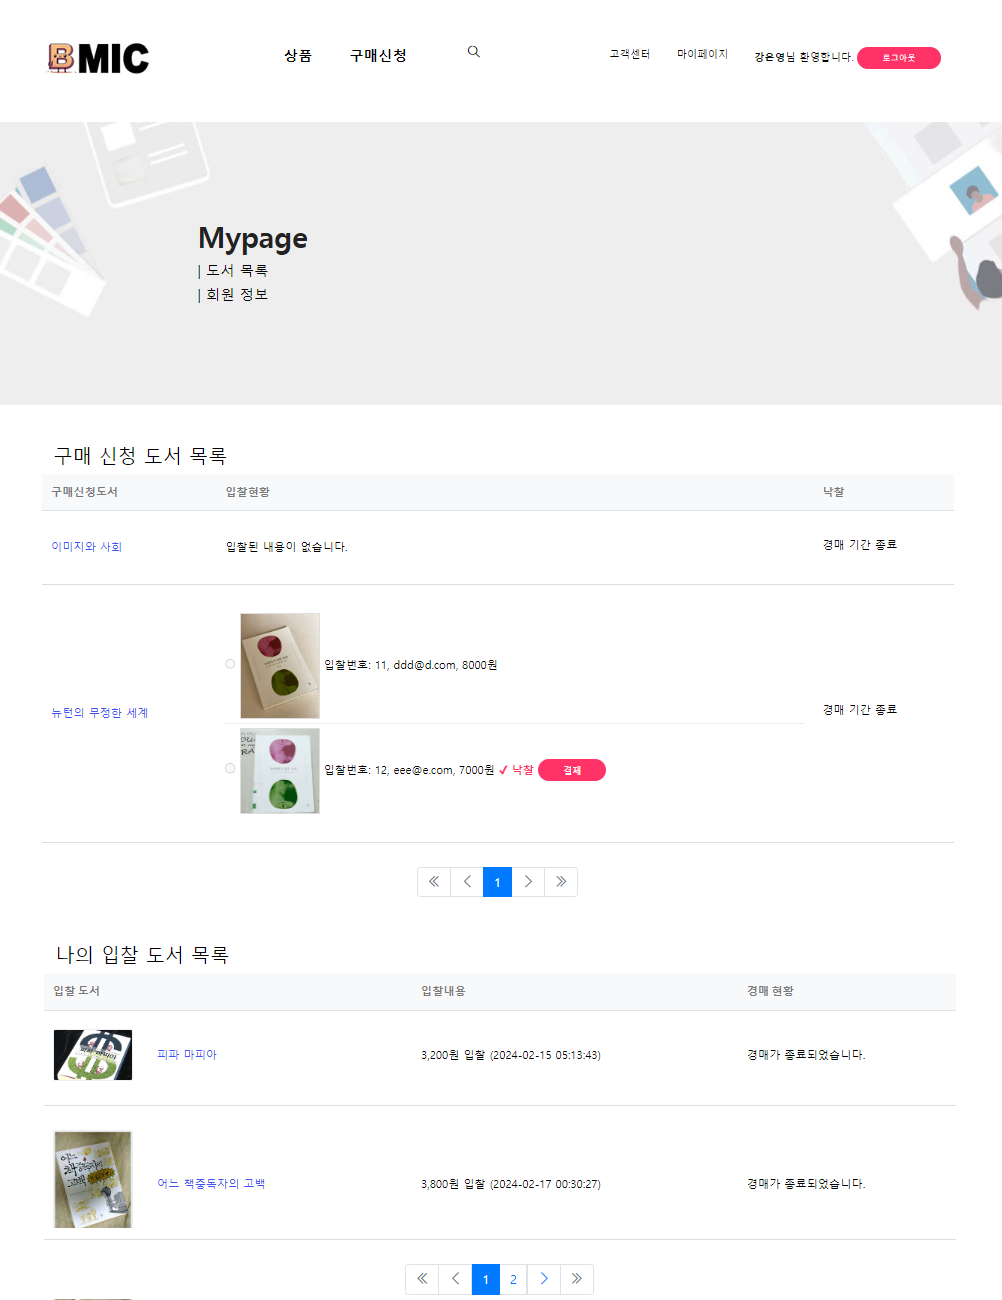 BMIC
상품 구매신청 고객센터 마이페이지 강은영님 환영합니다. 로그아웃
Mypage
| 도서 목록
| 회원 정보
구매 신청 도서 목록
구매신청도서 입찰현황 낙찰
이미지와 사회 입찰된 내용이 없습니다. 경매 기간 종료
입찰번호: 11, ddd@d.com, 8000원
뉴턴의 무정한 세계 경매 기간 종료
입찰번호: 12, eee@e.com, 7000원 ✔ 낙찰 결제
« < 1 > »
나의 입찰 도서 목록
입찰 도서 입찰내용 경매 현황
피파 마피아 3,200원 입찰 (2024-02-15 05:13:43) 경매가 종료되었습니다.
어느 책중독자의 고백 3,800원 입찰 (2024-02-17 00:30:27) 경매가 종료되었습니다.
« < 1 2 > »